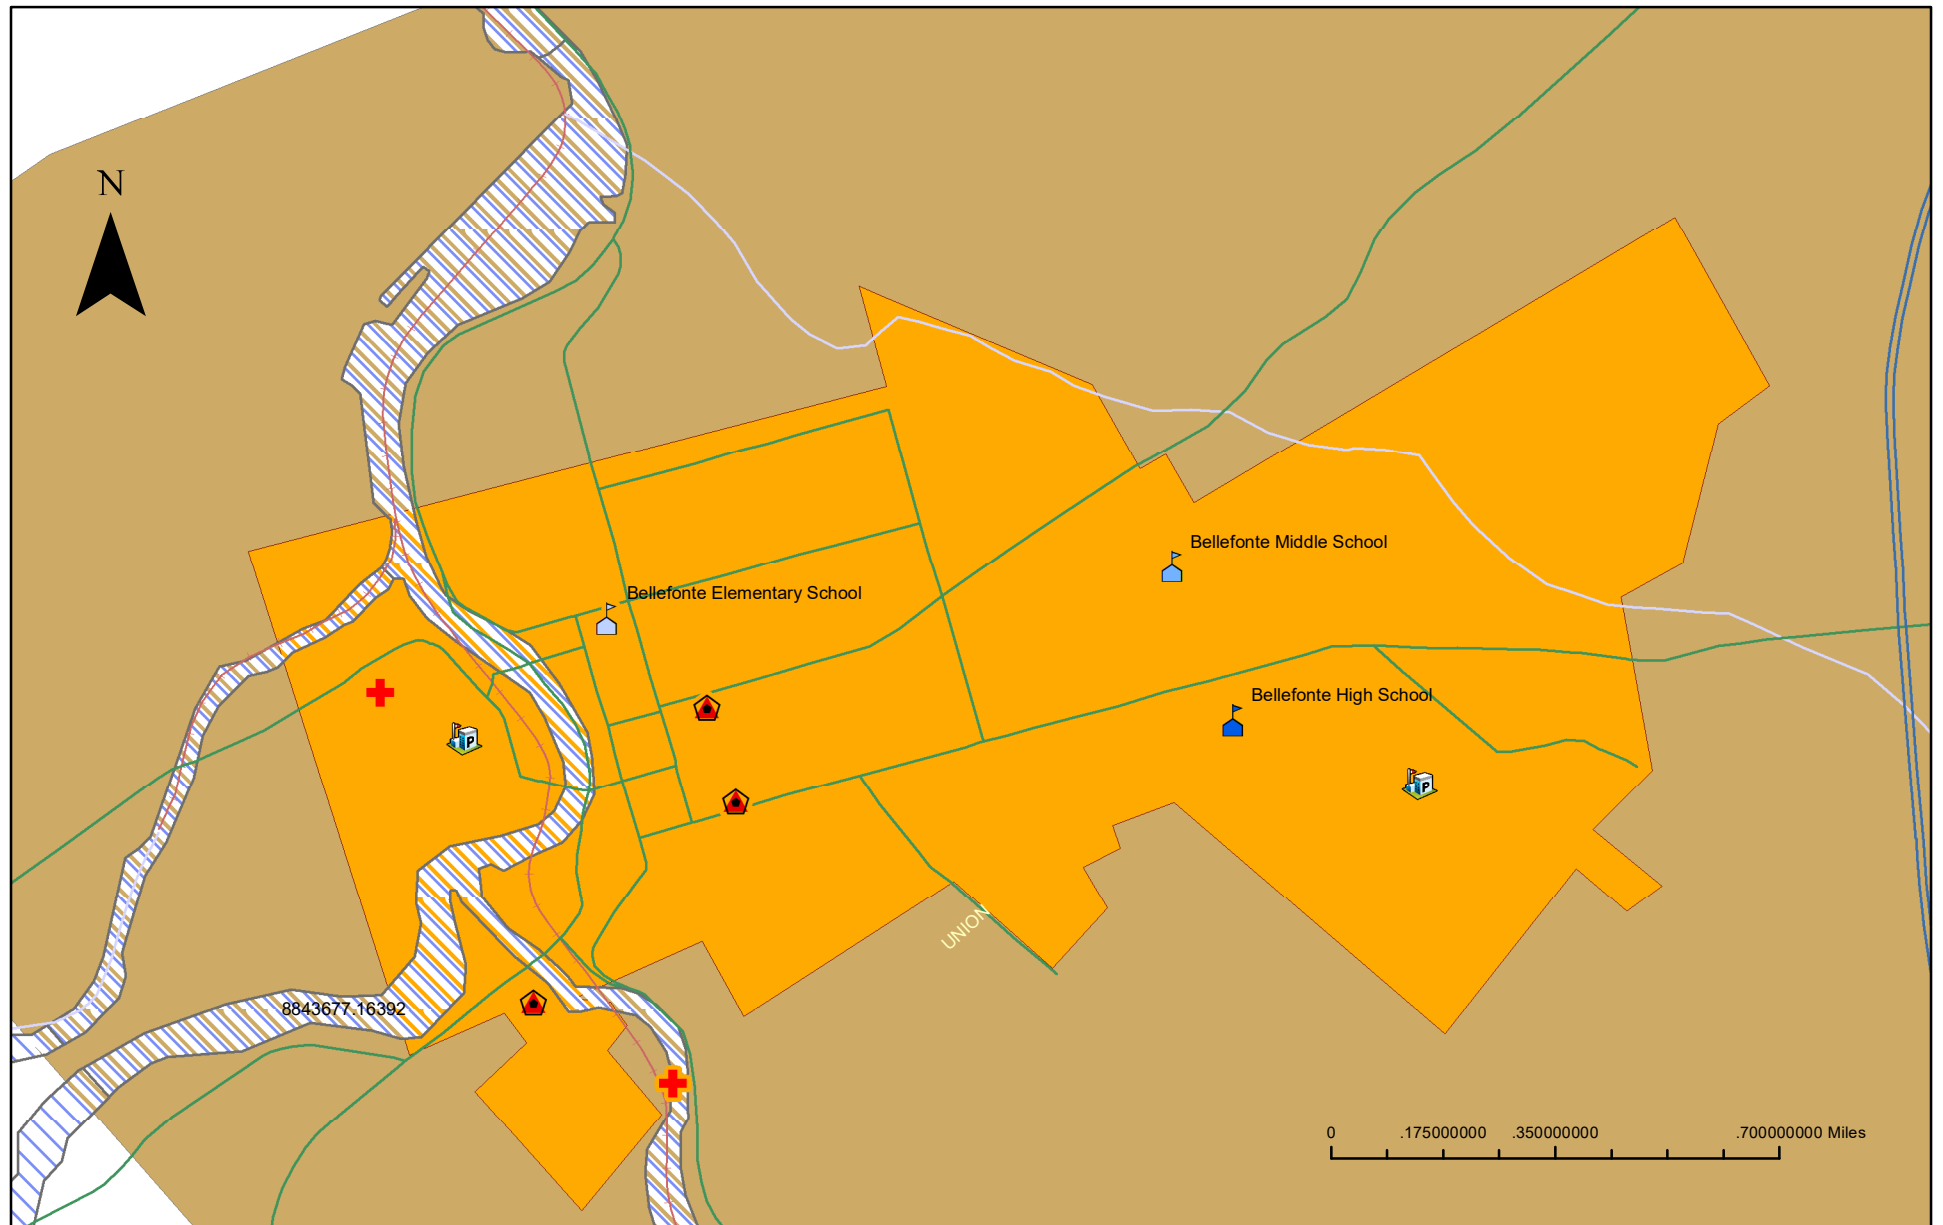 N
Bellefonte Middle School
Bellefonte Elementary School
Bellefonte High School
P
P
UNION
8843677.16392
0 .175000000 .350000000 .700000000 Miles